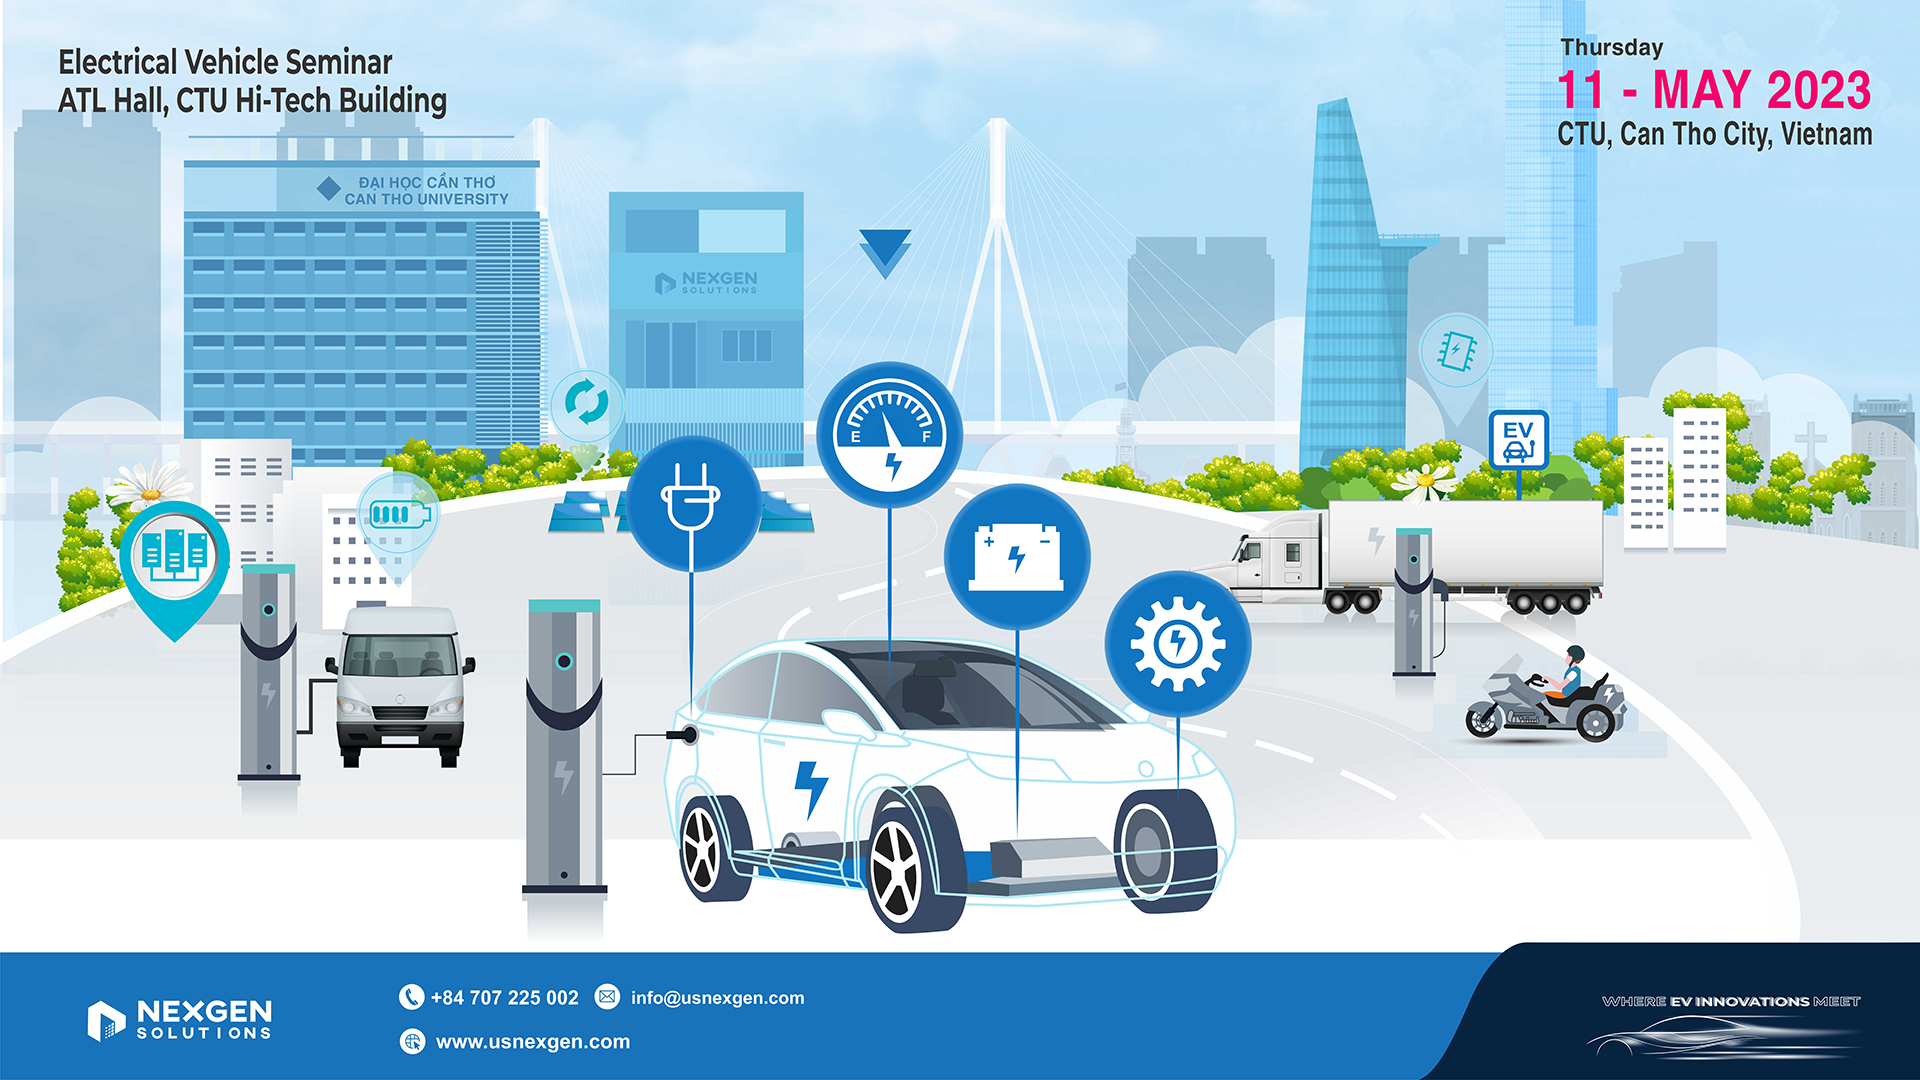 Electrical Vehicle Seminar
ATL Hall, CTU Hi-Tech Building
Thursday
11 - MAY 2023
CTU, Can Tho City, Vietnam
ĐẠI HỌC CẦN THƠ
CAN THO UNIVERSITY
NEXGEN
SOLUTIONS
E F
EV
+ -
NEXGEN
SOLUTIONS
+84 707 225 002
info@usnexgen.com
www.usnexgen.com
WHERE EV INNOVATIONS MEET